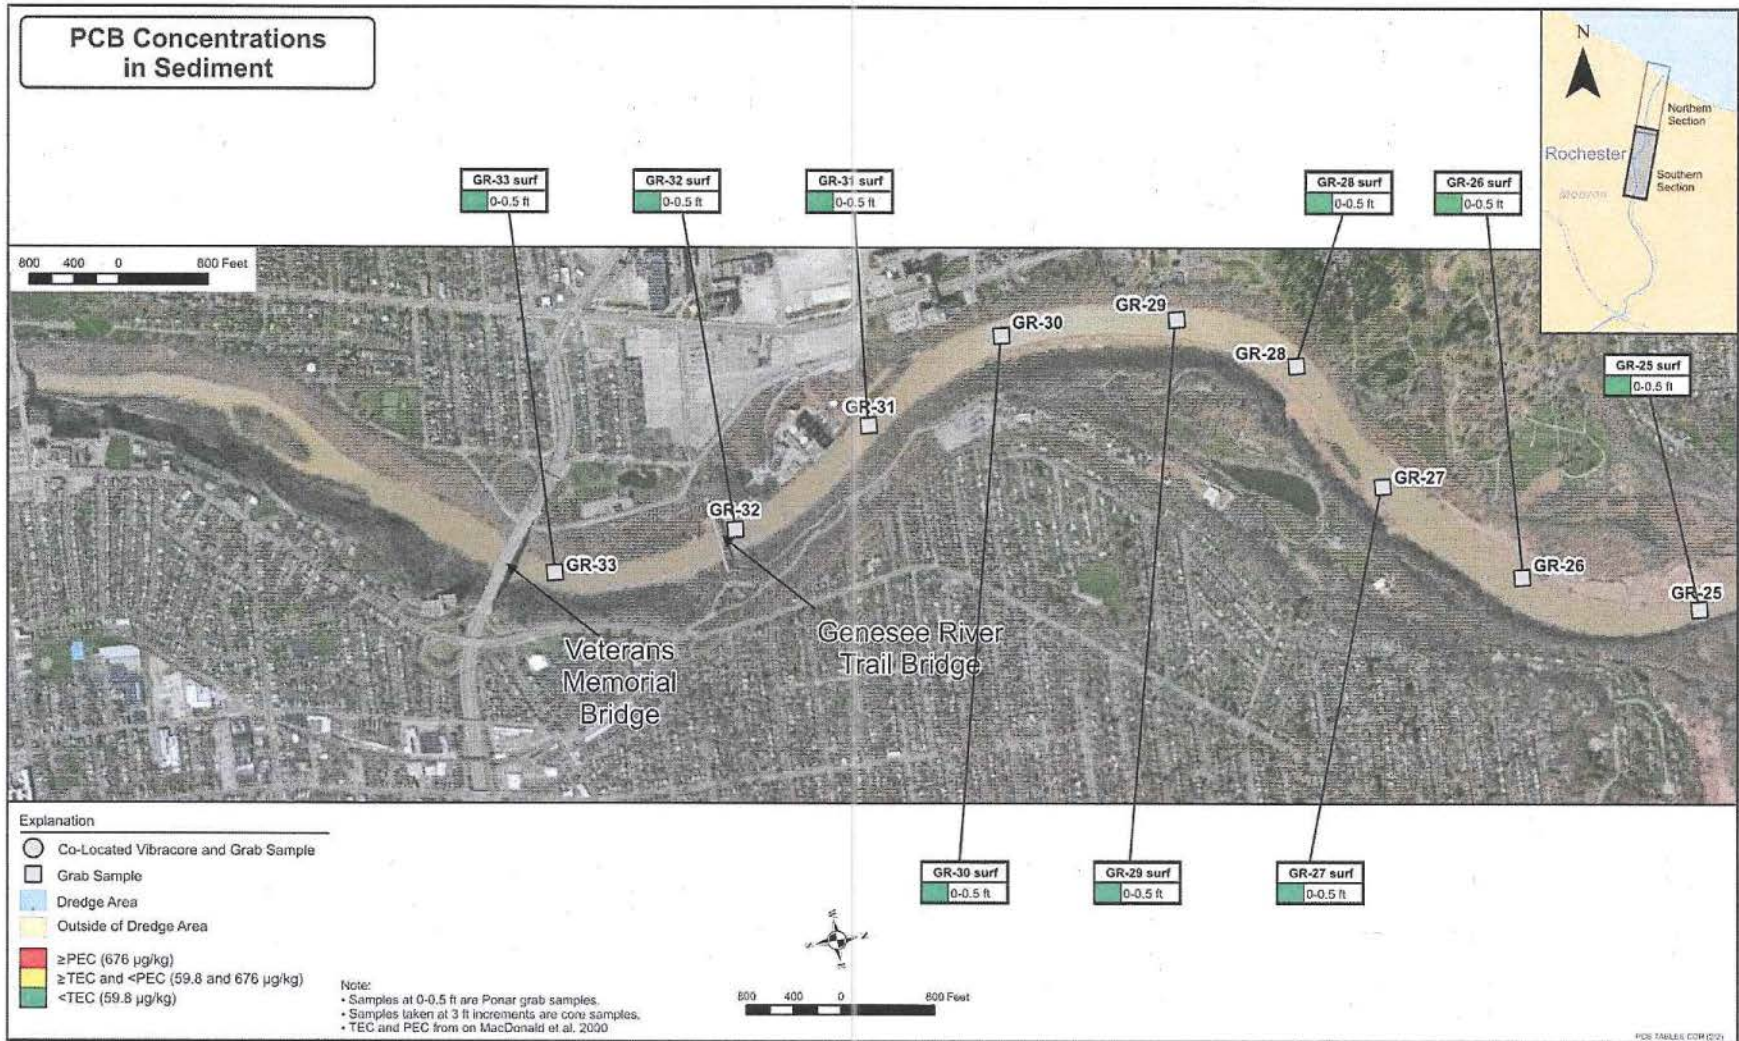 PCB Concentrations
in Sediment
N
Northern
Section
Rochester
Southern
Section
Monroe
GR-33 surf
0-0.5 ft
GR-32 surf
0-0.5 ft
GR-31 surf
0-0.5 ft
GR-28 surf
0-0.5 ft
GR-26 surf
0-0.5 ft
GR-25 surf
0-0.5 ft
800 400 0 800 Feet
GR-30
GR-29
GR-28
GR-31
GR-27
GR-32
GR-33
GR-26
GR-25
Veterans
Memorial
Bridge
Genesee River
Trail Bridge
GR-30 surf
0-0.5 ft
GR-29 surf
0-0.5 ft
GR-27 surf
0-0.5 ft
Explanation
Co-Located Vibracore and Grab Sample
Grab Sample
Dredge Area
Outside of Dredge Area
≥PEC (676 µg/kg)
≥TEC and <PEC (59.8 and 676 µg/kg)
<TEC (59.8 µg/kg)
Note:
• Samples at 0-0.5 ft are Ponar grab samples.
• Samples taken at 3 ft increments are core samples.
• TEC and PEC from on MacDonald et al. 2000
W
N
S
E
800 400 0 800 Feet
PCB TABLES.CDR (2/2)